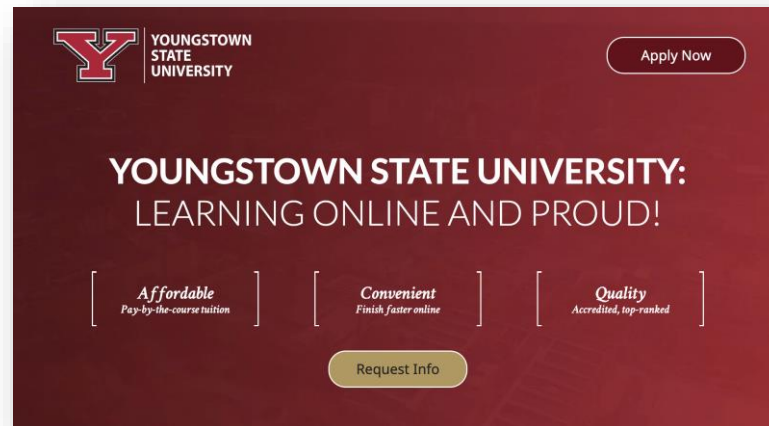 Y
YOUNGSTOWN
STATE
UNIVERSITY
Apply Now
YOUNGSTOWN STATE UNIVERSITY:
LEARNING ONLINE AND PROUD!
Affordable
Pay-by-the-course tuition
Convenient
Finish faster online
Quality
Accredited, top-ranked
Request Info